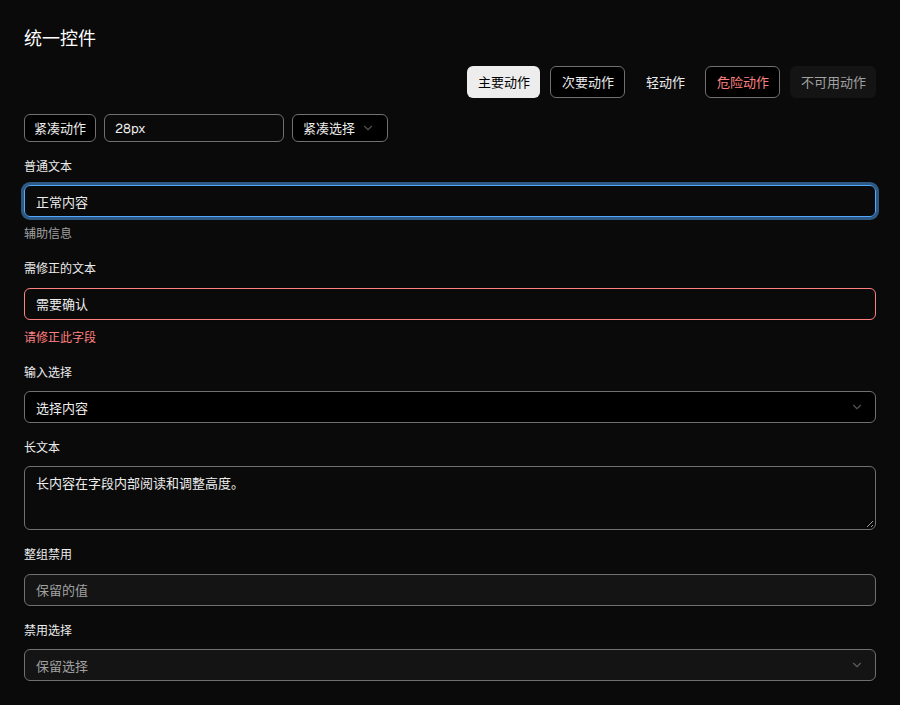 统一控件
主要动作 次要动作 轻动作 危险动作 不可用动作
紧凑动作 28px 紧凑选择
普通文本
正常内容
辅助信息
需修正的文本
需要确认
请修正此字段
输入选择
选择内容
长文本
长内容在字段内部阅读和调整高度。
整组禁用
保留的值
禁用选择
保留选择